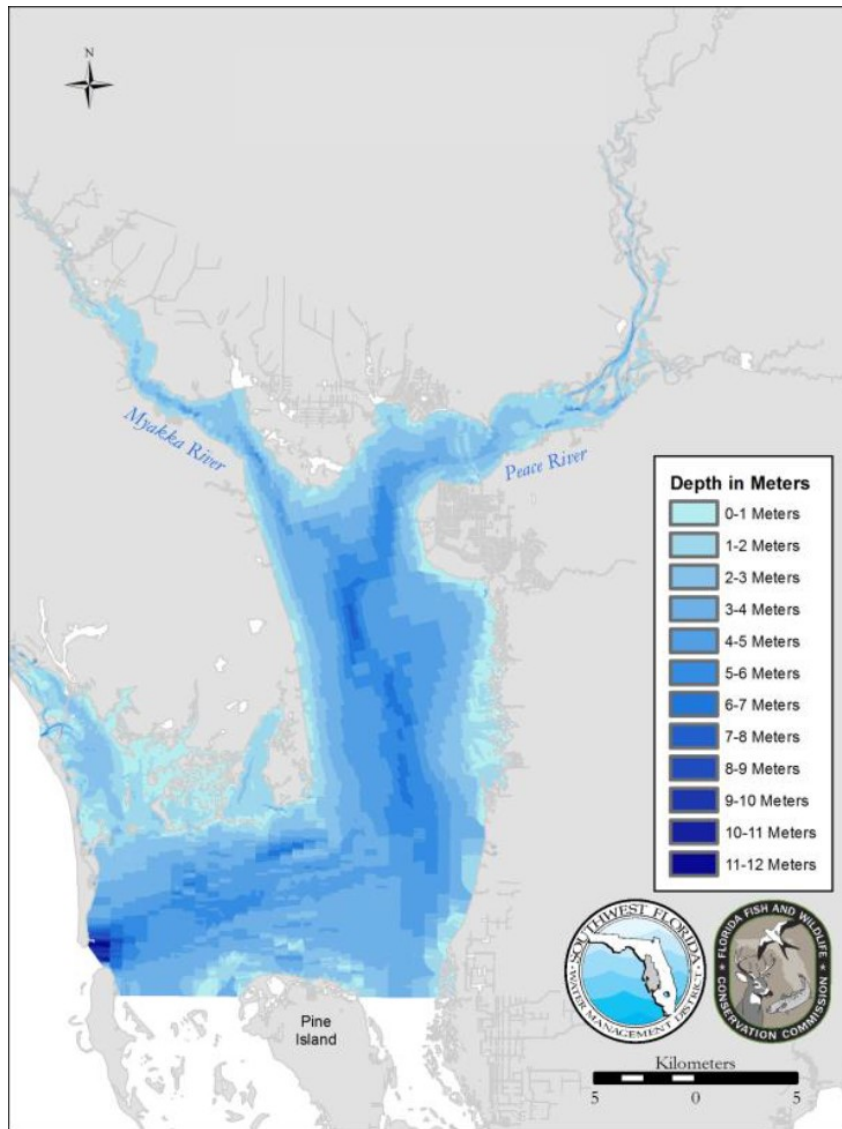 N
Myakka River
Peace River
Depth in Meters
0-1 Meters
1-2 Meters
2-3 Meters
3-4 Meters
4-5 Meters
5-6 Meters
6-7 Meters
7-8 Meters
8-9 Meters
9-10 Meters
10-11 Meters
11-12 Meters
SOUTHWEST FLORIDA
WATER MANAGEMENT DISTRICT
FLORIDA FISH AND WILDLIFE
CONSERVATION COMMISSION
Pine
Island
Kilometers
5 0 5